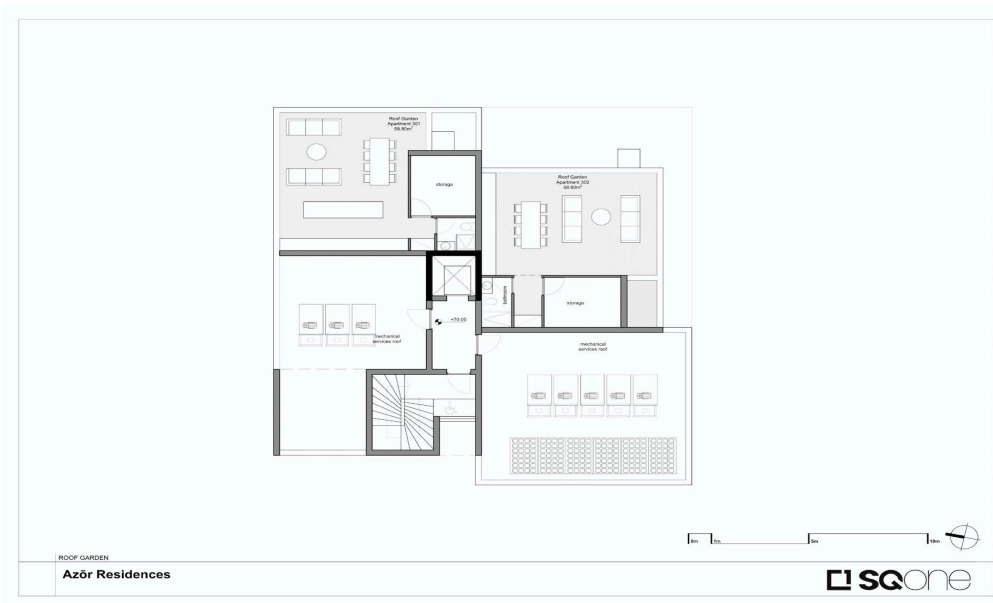 Roof Garden
Apartment 301
storage
Roof Garden
Apartment 302
storage
bathroom
+70.05
mechanical
services roof
mechanical
services roof
0m 1m 5m 10m
ROOF GARDEN
Azōr Residences
SQONE